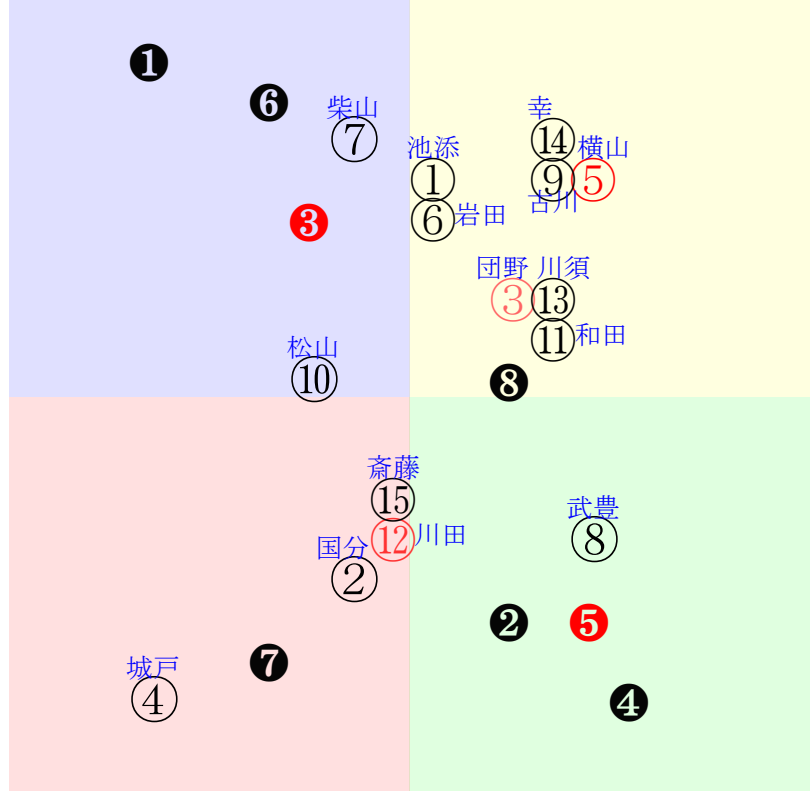 ❶
❻
柴山
⑦
幸
⑭
池添
①
横山
⑨
⑤
古川
❸
⑥
岩田
団野
川須
③
⑬
⑪
和田
松山
⑩
❽
斎藤
⑮
武豊
⑧
国分
⑫
川田
②
❷
❺
城戸
④
❼
❹